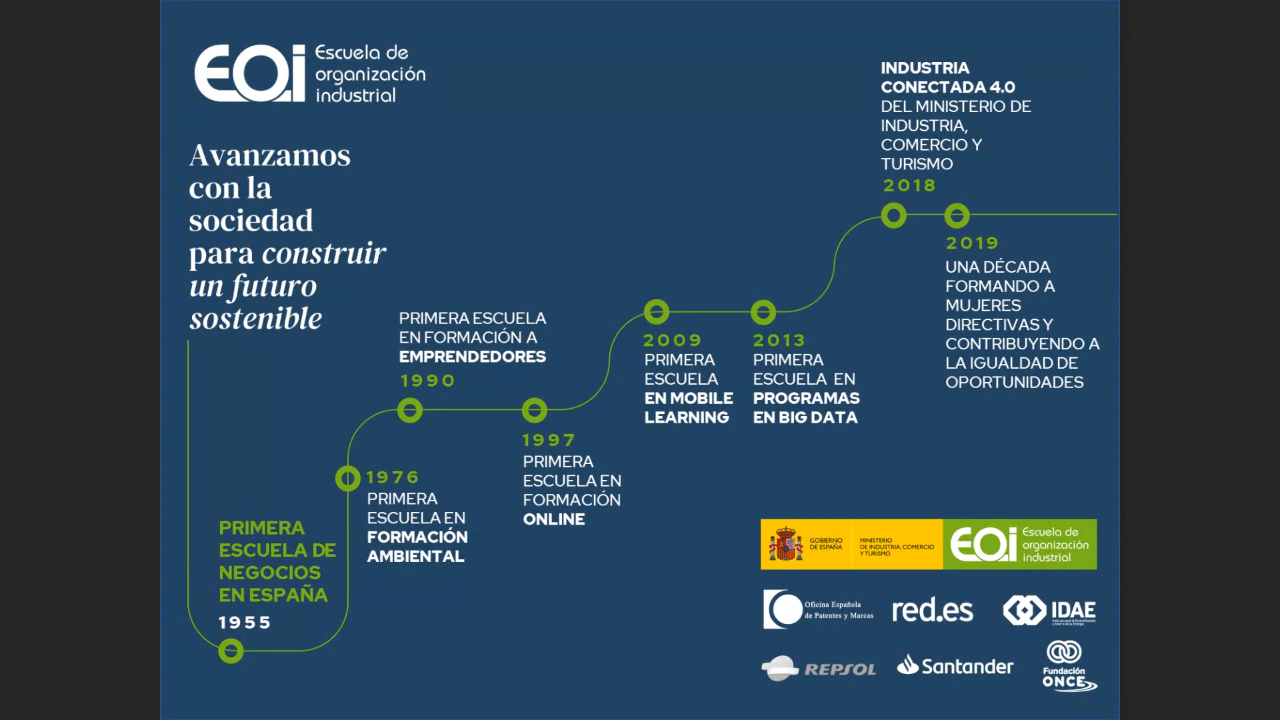 EOi Escuela de
organización
industrial
Avanzamos
con la
sociedad
para construir
un futuro
sostenible
PRIMERA
ESCUELA DE
NEGOCIOS
EN ESPAÑA
1955
1976
PRIMERA
ESCUELA EN
FORMACIÓN
AMBIENTAL
PRIMERA ESCUELA
EN FORMACIÓN A
EMPRENDEDORES
1990
1997
PRIMERA
ESCUELA EN
FORMACIÓN
ONLINE
2009
PRIMERA
ESCUELA
EN MOBILE
LEARNING
2013
PRIMERA
ESCUELA EN
PROGRAMAS
EN BIG DATA
INDUSTRIA
CONECTADA 4.0
DEL MINISTERIO DE
INDUSTRIA,
COMERCIO Y
TURISMO
2018
2019
UNA DÉCADA
FORMANDO A
MUJERES
DIRECTIVAS Y
CONTRIBUYENDO A
LA IGUALDAD DE
OPORTUNIDADES
GOBIERNO
DE ESPAÑA
MINISTERIO
DE INDUSTRIA, COMERCIO
Y TURISMO
EOi Escuela de
organización
industrial
Oficina Española
de Patentes y Marcas
red.es
IDAE
REPSOL
Santander
Fundación
ONCE